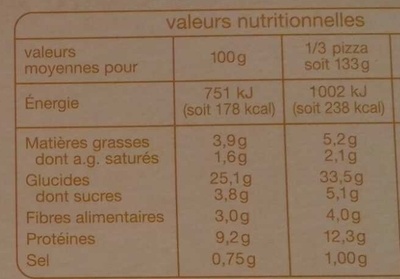 valeurs nutritionnelles
valeurs moyennes pour 100g 1/3 pizza soit 133g
Énergie 751 kJ (soit 178 kcal) 1002 kJ (soit 238 kcal)
Matières grasses 3,9g 5,2g
dont a.g. saturés 1,6g 2,1g
Glucides 25,1g 33,5g
dont sucres 3,8g 5,1g
Fibres alimentaires 3,0g 4,0g
Protéines 9,2g 12,3g
Sel 0,75g 1,00g